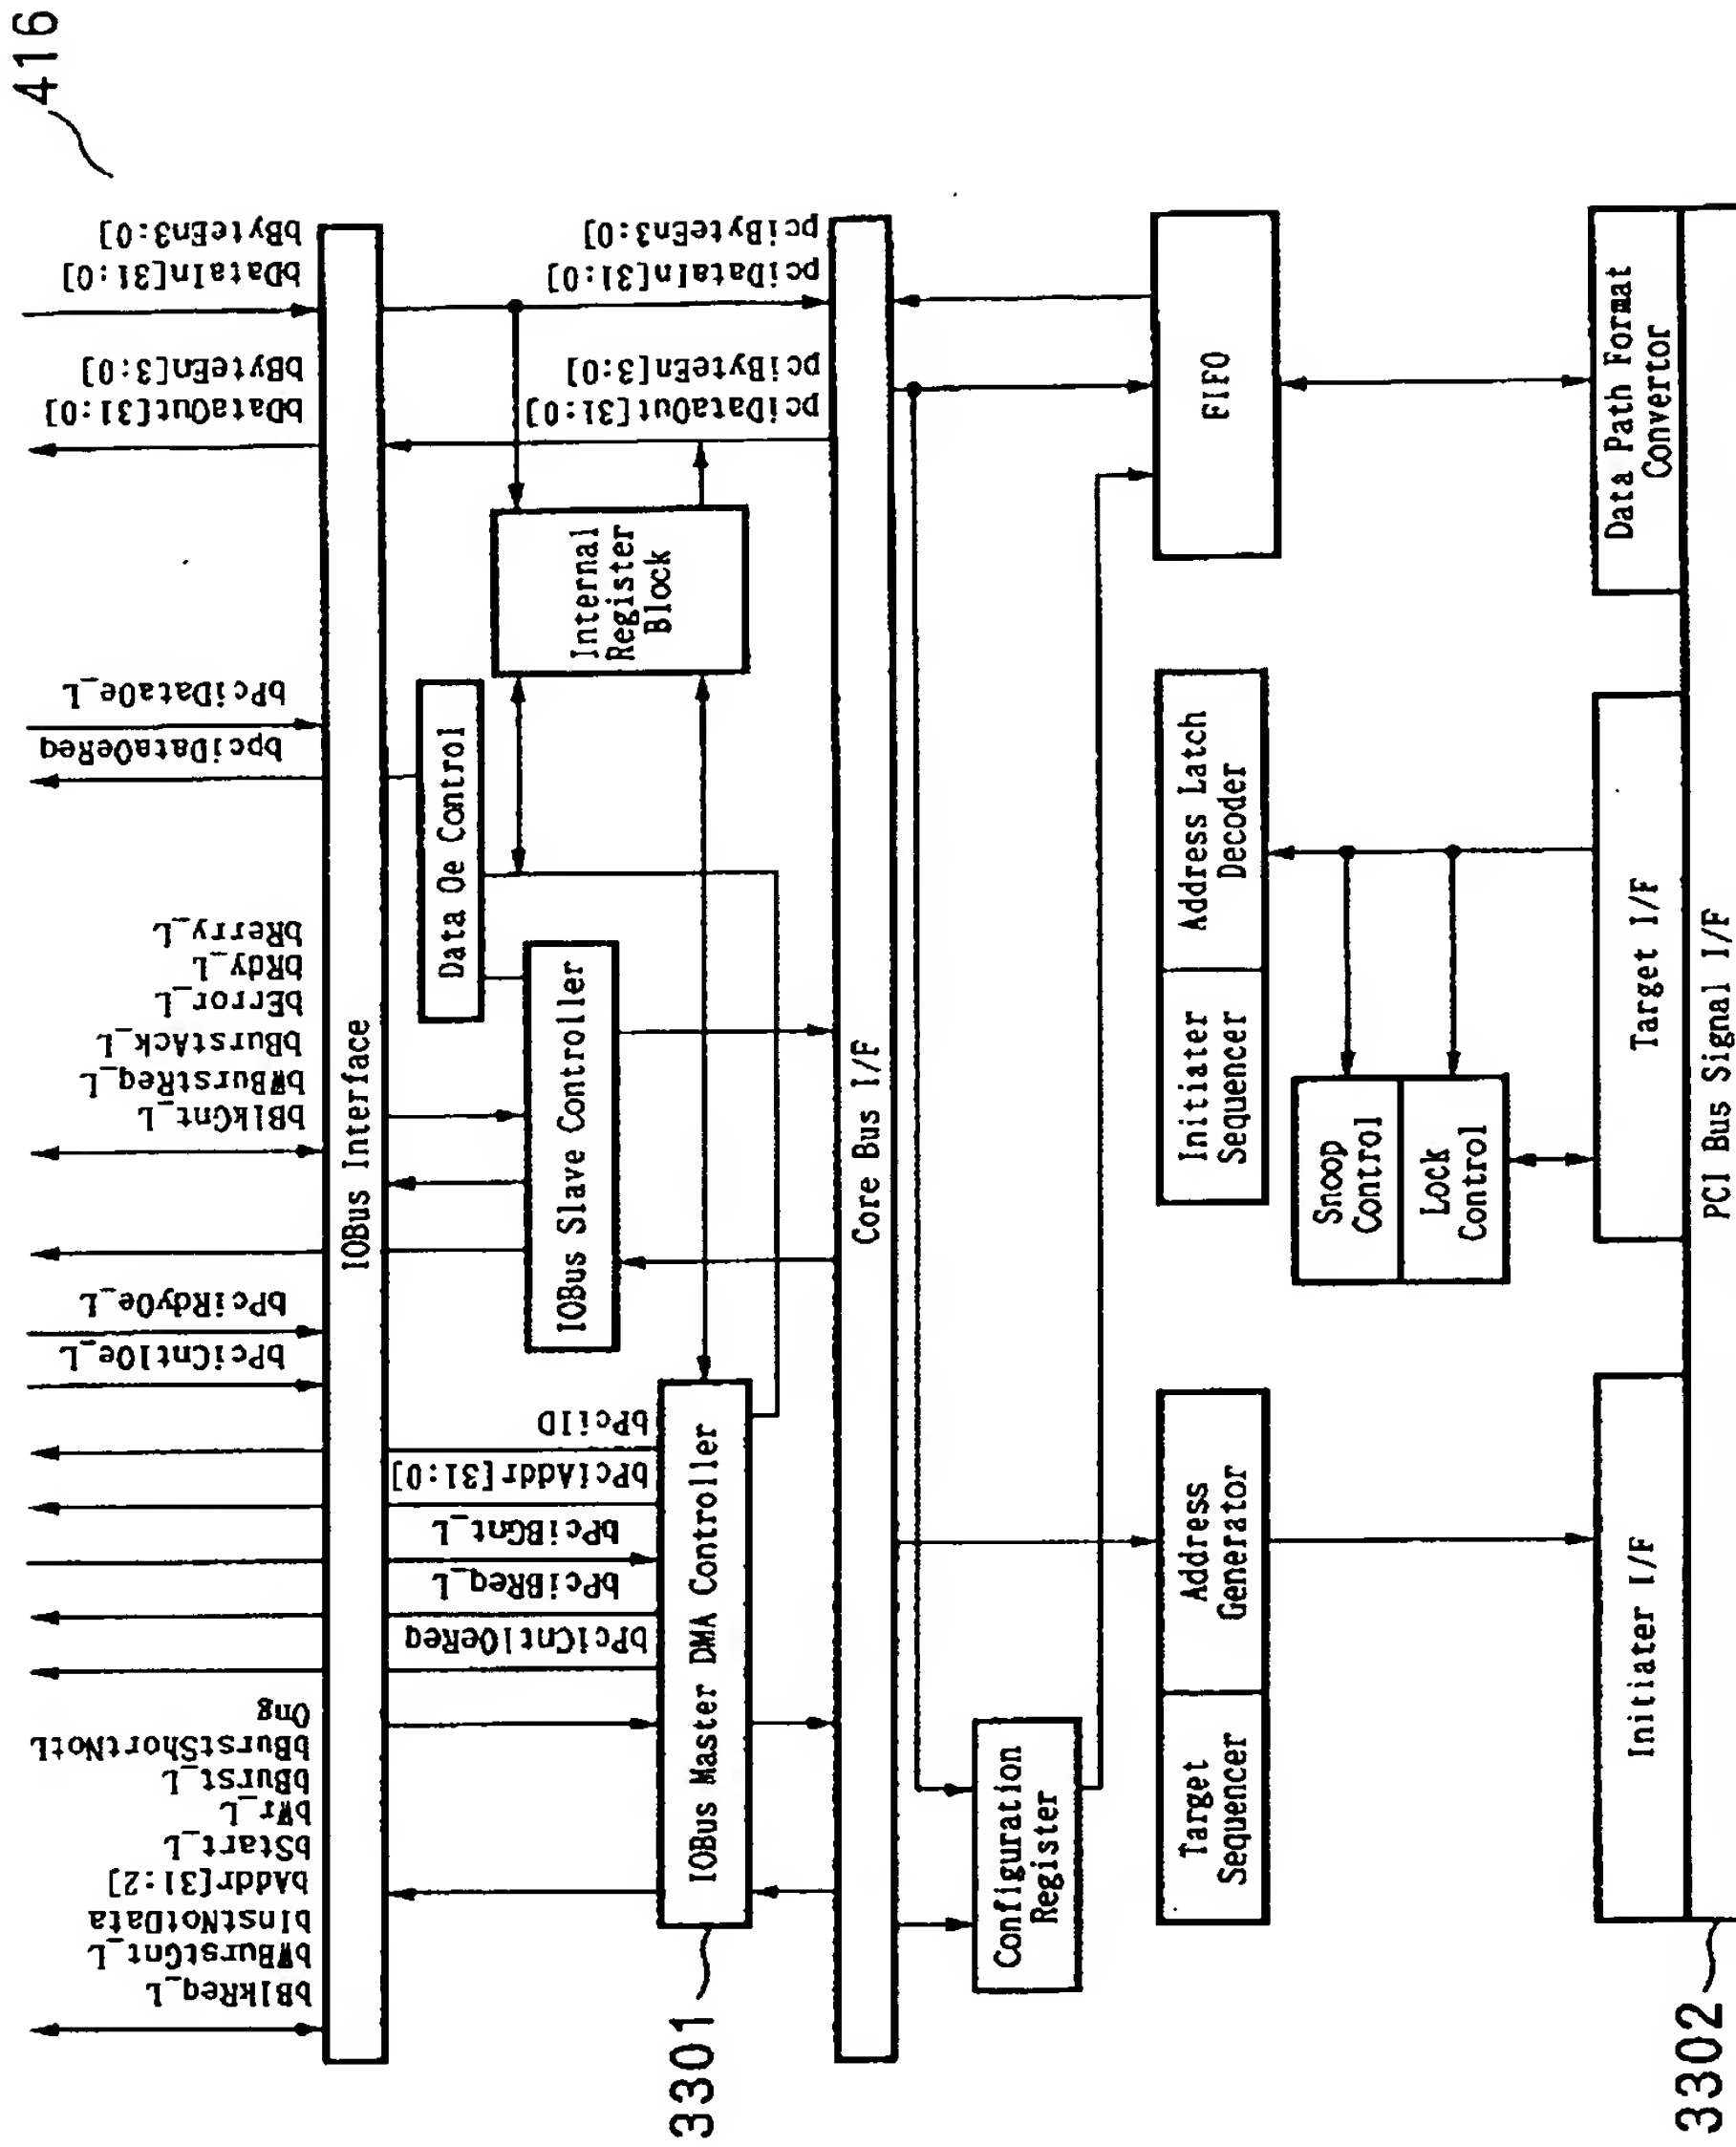 416
bByteEn3:0]
bDataIn[31:0]
bByteEn[3:0]
bDataOut[31:0]
bPciDataOe_L
bpciDataOeReq
bRerry_L
bRdy_L
bError_L
bBurstAck_L
bWBurstReq_L
bBlkGnt_L
bPciRdyOe_L
bPciCntlOe_L
Ong
bBurstShortNotL
bBurst_L
bWr_L
bStart_L
bAddr[31:2]
bInstNotData
bWBurstGnt_L
bBlkReq_L
IOBus Interface
pciByteEn3:0]
pciDataIn[31:0]
pciByteEn[3:0]
pciDataOut[31:0]
Internal
Register
Block
Data Oe Control
IOBus Slave Controller
bPciID
bPciAddr[31:0]
bPciBGnt_L
bPciBReq_L
bPciCntlOeReq
IOBus Master DMA Controller
3301
Core Bus I/F
Configuration
Register
FIFO
Address Latch
Decoder
Initiater
Sequencer
Address
Generator
Target
Sequencer
Snoop
Control
Lock
Control
Data Path Format
Convertor
Target I/F
Initiater I/F
PCI Bus Signal I/F
3302